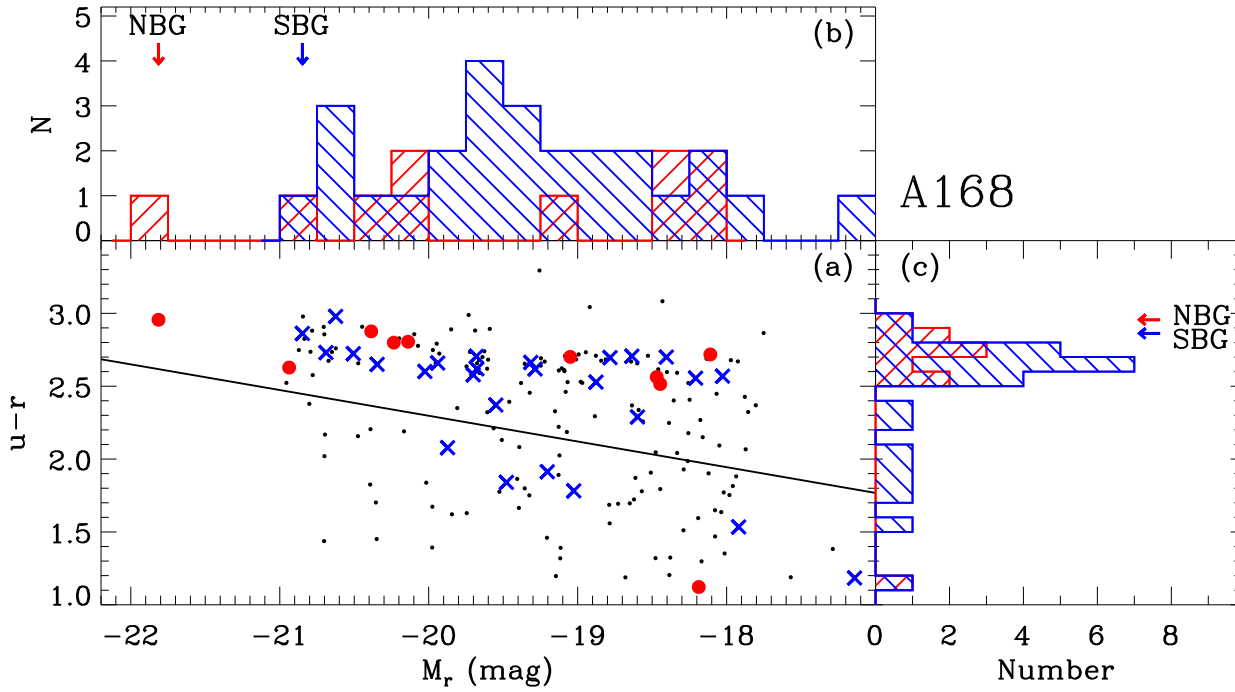 NBG SBG (b)
5
4
3
2
1
0
N
A168
(a) (c)
3.0
2.5
2.0
1.5
1.0
u−r
NBG
SBG
−22 −21 −20 −19 −18
M_r (mag)
0 2 4 6 8
Number